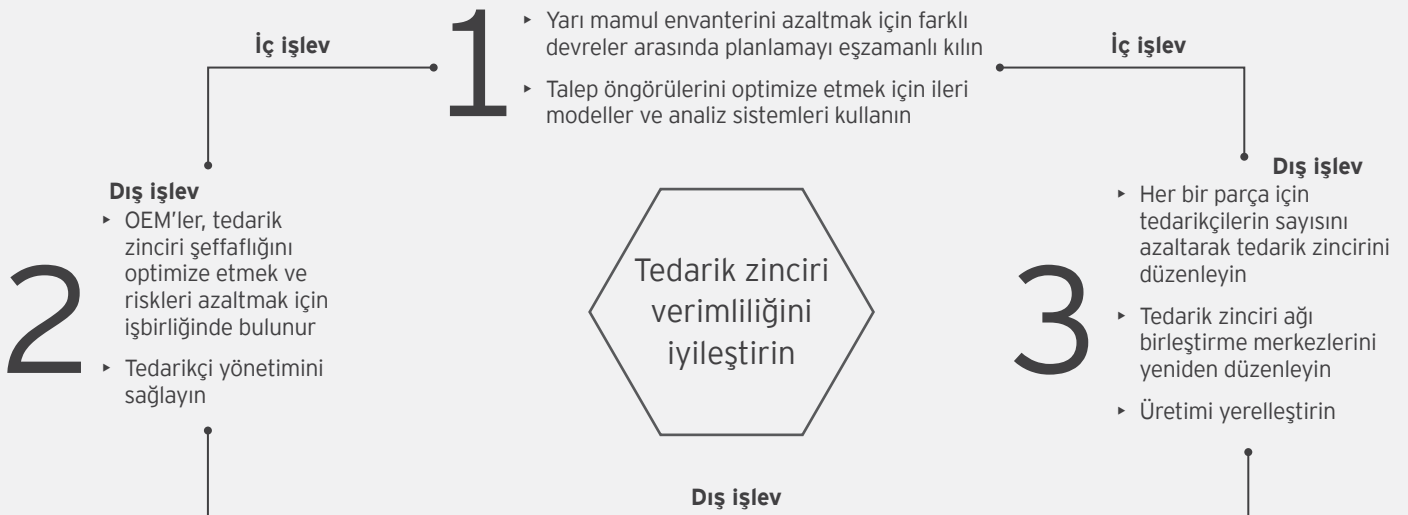 İç işlev
1
▸ Yarı mamul envanterini azaltmak için farklı
devreler arasında planlamayı eşzamanlı kılın
▸ Talep öngörülerini optimize etmek için ileri
modeller ve analiz sistemleri kullanın
İç işlev
Dış işlev
2
▸ OEM’ler, tedarik
zinciri şeffaflığını
optimize etmek ve
riskleri azaltmak için
işbirliğinde bulunur
▸ Tedarikçi yönetimini
sağlayın
Tedarik zinciri
verimliliğini
iyileştirin
Dış işlev
3
▸ Her bir parça için
tedarikçilerin sayısını
azaltarak tedarik zincirini
düzenleyin
▸ Tedarik zinciri ağı
birleştirme merkezlerini
yeniden düzenleyin
▸ Üretimi yerelleştirin
Dış işlev